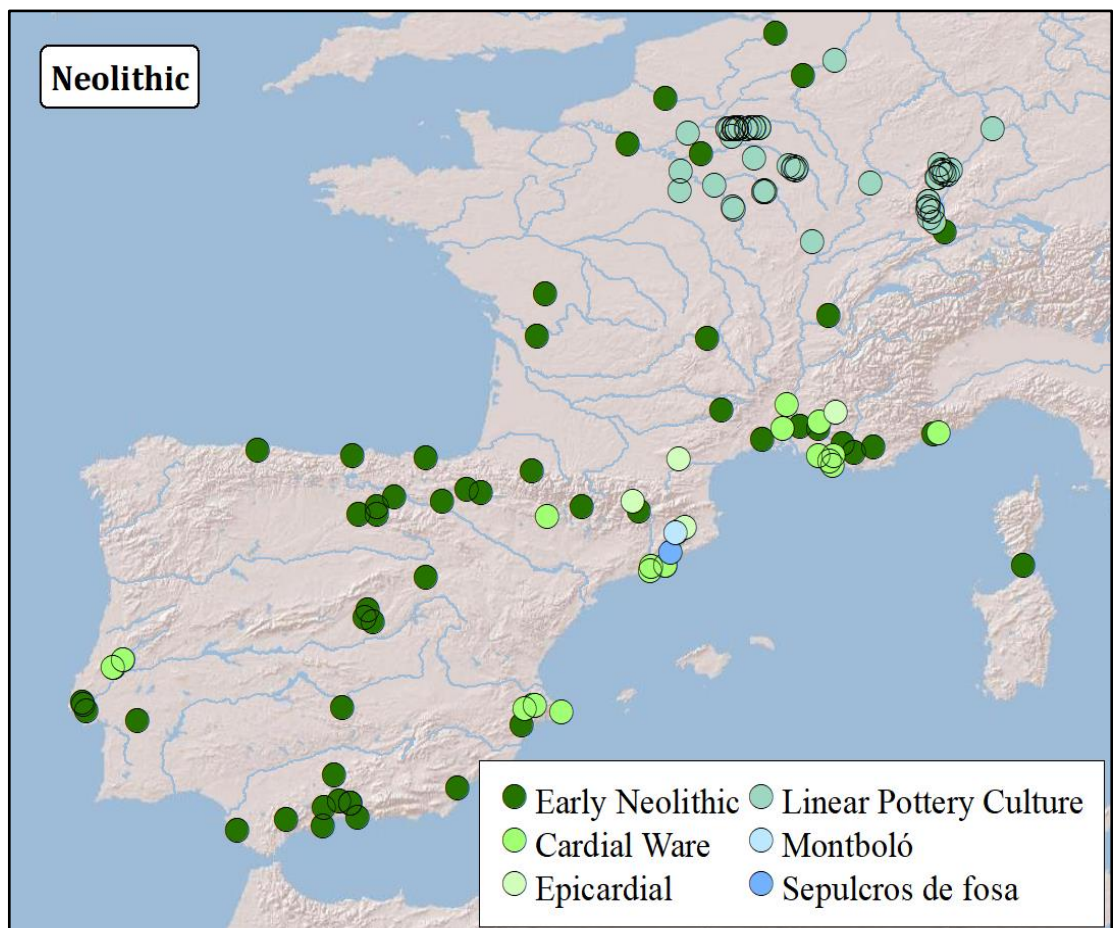 Neolithic
Early Neolithic
Linear Pottery Culture
Cardial Ware
Montboló
Epicardial
Sepulcros de fosa